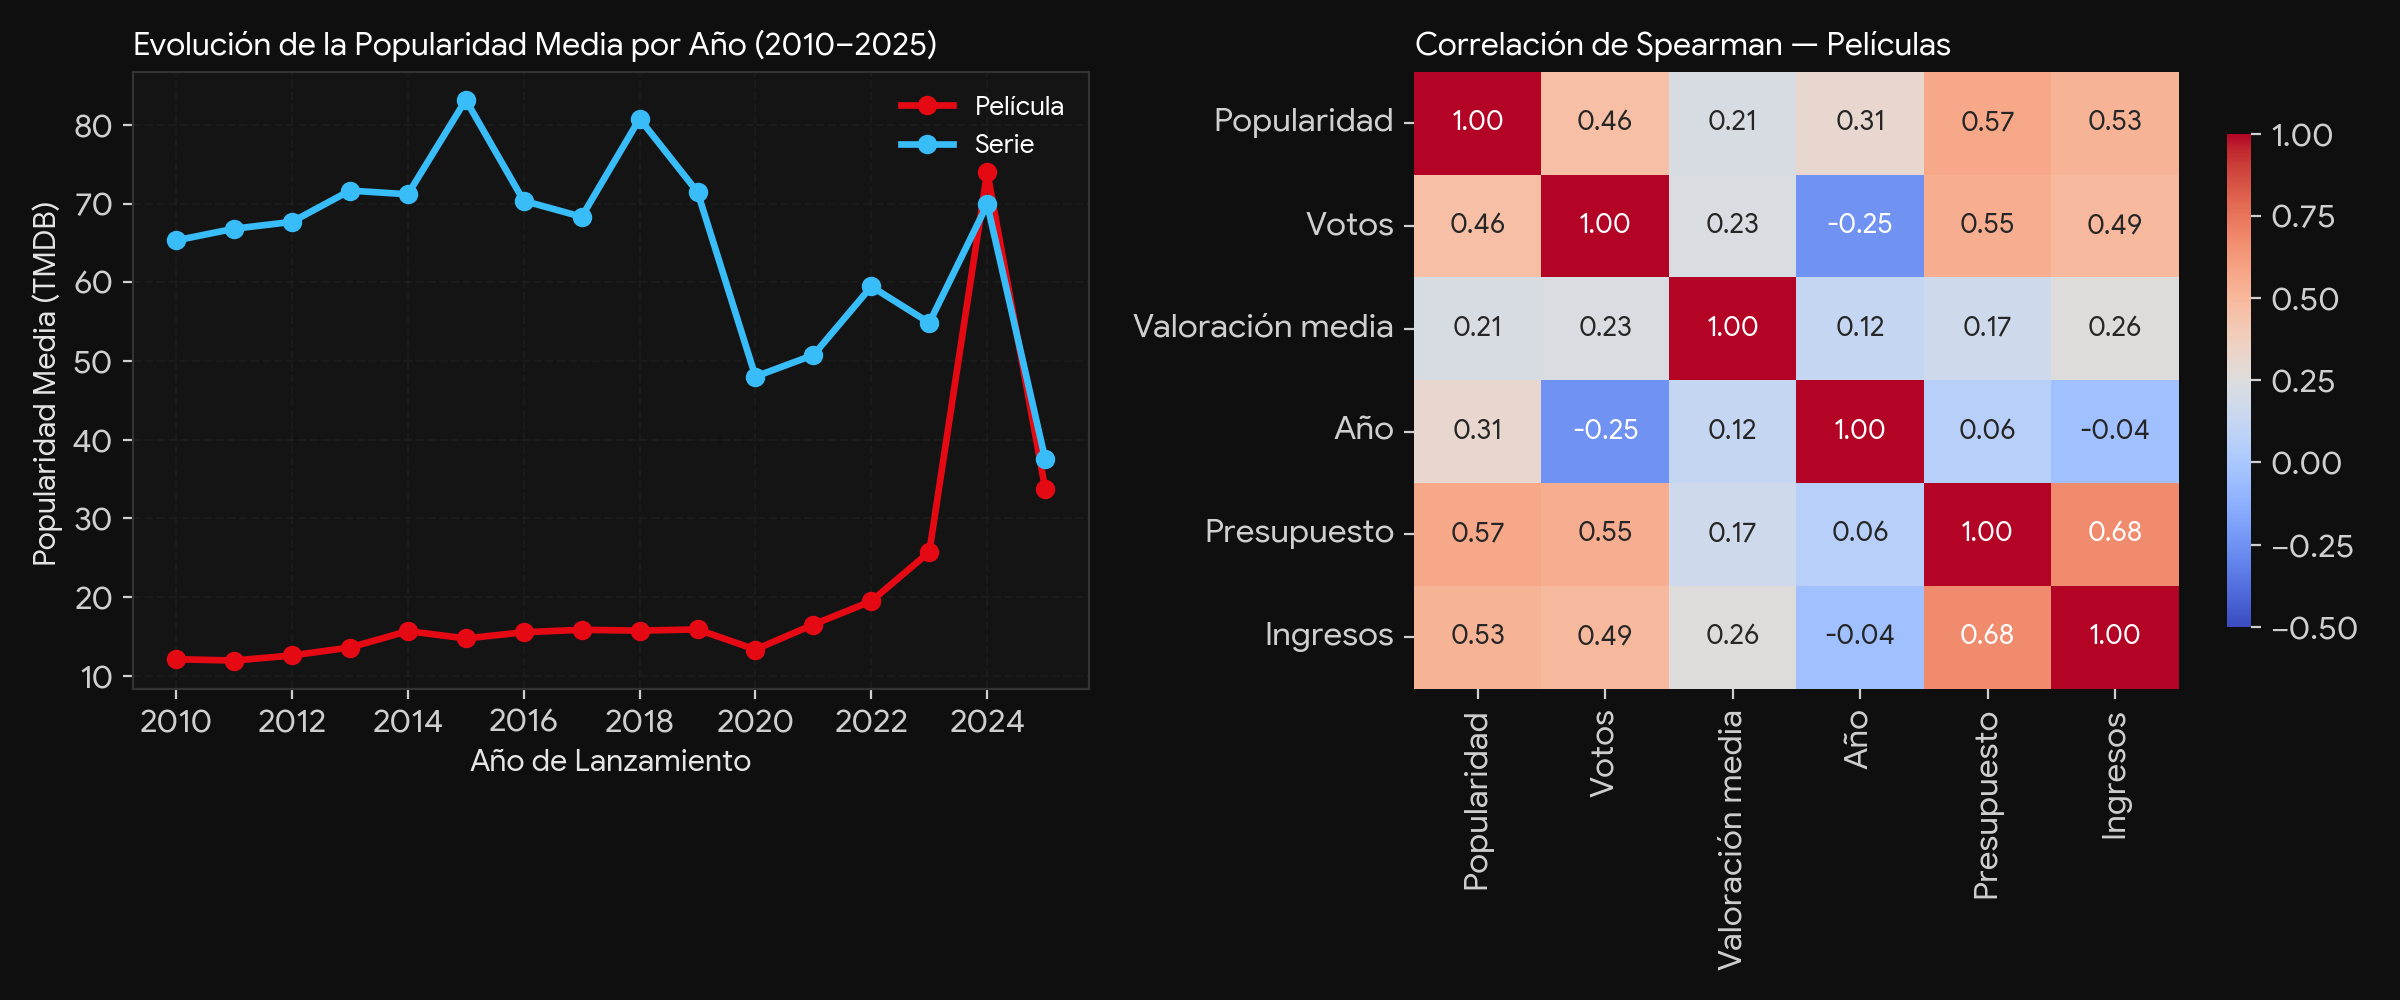 Evolución de la Popularidad Media por Año (2010–2025)
Popularidad Media (TMDB)
80
70
60
50
40
30
20
10
Película
Serie
2010 2012 2014 2016 2018 2020 2022 2024
Año de Lanzamiento
Correlación de Spearman — Películas
Popularidad 1.00 0.46 0.21 0.31 0.57 0.53
Votos 0.46 1.00 0.23 -0.25 0.55 0.49
Valoración media 0.21 0.23 1.00 0.12 0.17 0.26
Año 0.31 -0.25 0.12 1.00 0.06 -0.04
Presupuesto 0.57 0.55 0.17 0.06 1.00 0.68
Ingresos 0.53 0.49 0.26 -0.04 0.68 1.00
Popularidad
Votos
Valoración media
Año
Presupuesto
Ingresos
1.00
0.75
0.50
0.25
0.00
−0.25
−0.50